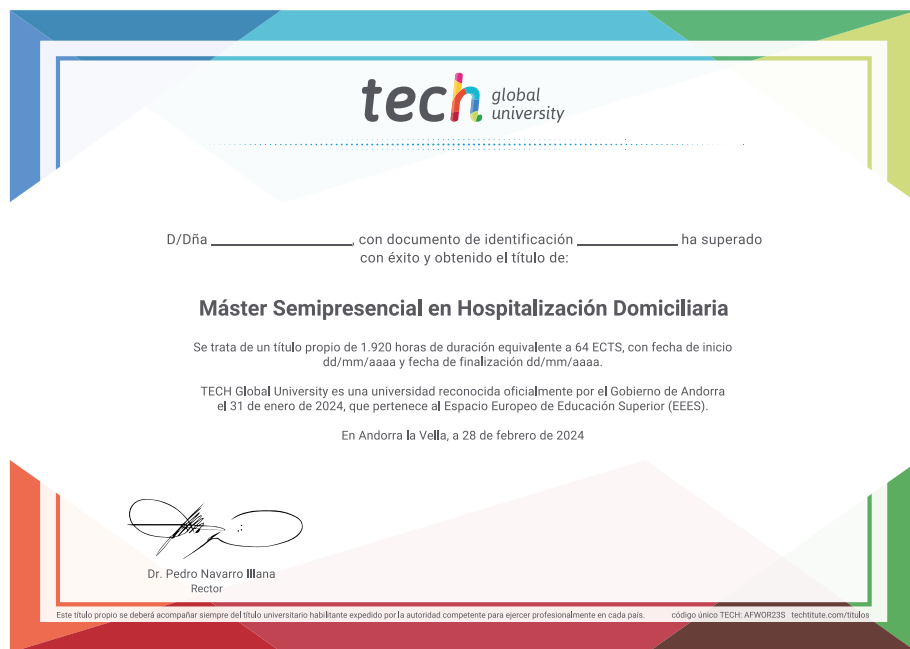 tech global university
D/Dña ______________, con documento de identificación __________ ha superado
con éxito y obtenido el título de:
Máster Semipresencial en Hospitalización Domiciliaria
Se trata de un título propio de 1.920 horas de duración equivalente a 64 ECTS, con fecha de inicio
dd/mm/aaaa y fecha de finalización dd/mm/aaaa.
TECH Global University es una universidad reconocida oficialmente por el Gobierno de Andorra
el 31 de enero de 2024, que pertenece al Espacio Europeo de Educación Superior (EEES).
En Andorra la Vella, a 28 de febrero de 2024
Dr. Pedro Navarro Illana
Rector
Este título propio se deberá acompañar siempre del título universitario habilitante expedido por la autoridad competente para ejercer profesionalmente en cada país. código único TECH: AFWOR23S techtitute.com/titulos